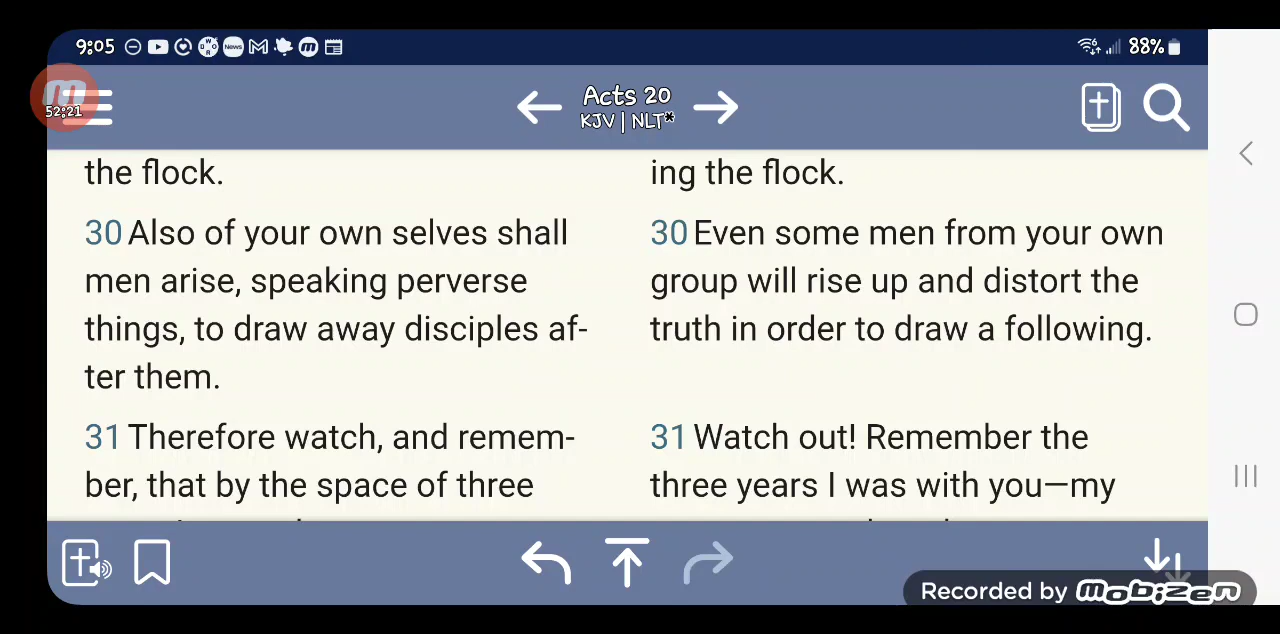 9:05
News
88%
m
52:21
Acts 20
KJV | NLT*
the flock.
30 Also of your own selves shall
men arise, speaking perverse
things, to draw away disciples af-
ter them.
31 Therefore watch, and remem-
ber, that by the space of three
ing the flock.
30 Even some men from your own
group will rise up and distort the
truth in order to draw a following.
31 Watch out! Remember the
three years I was with you—my
Recorded by mobizen